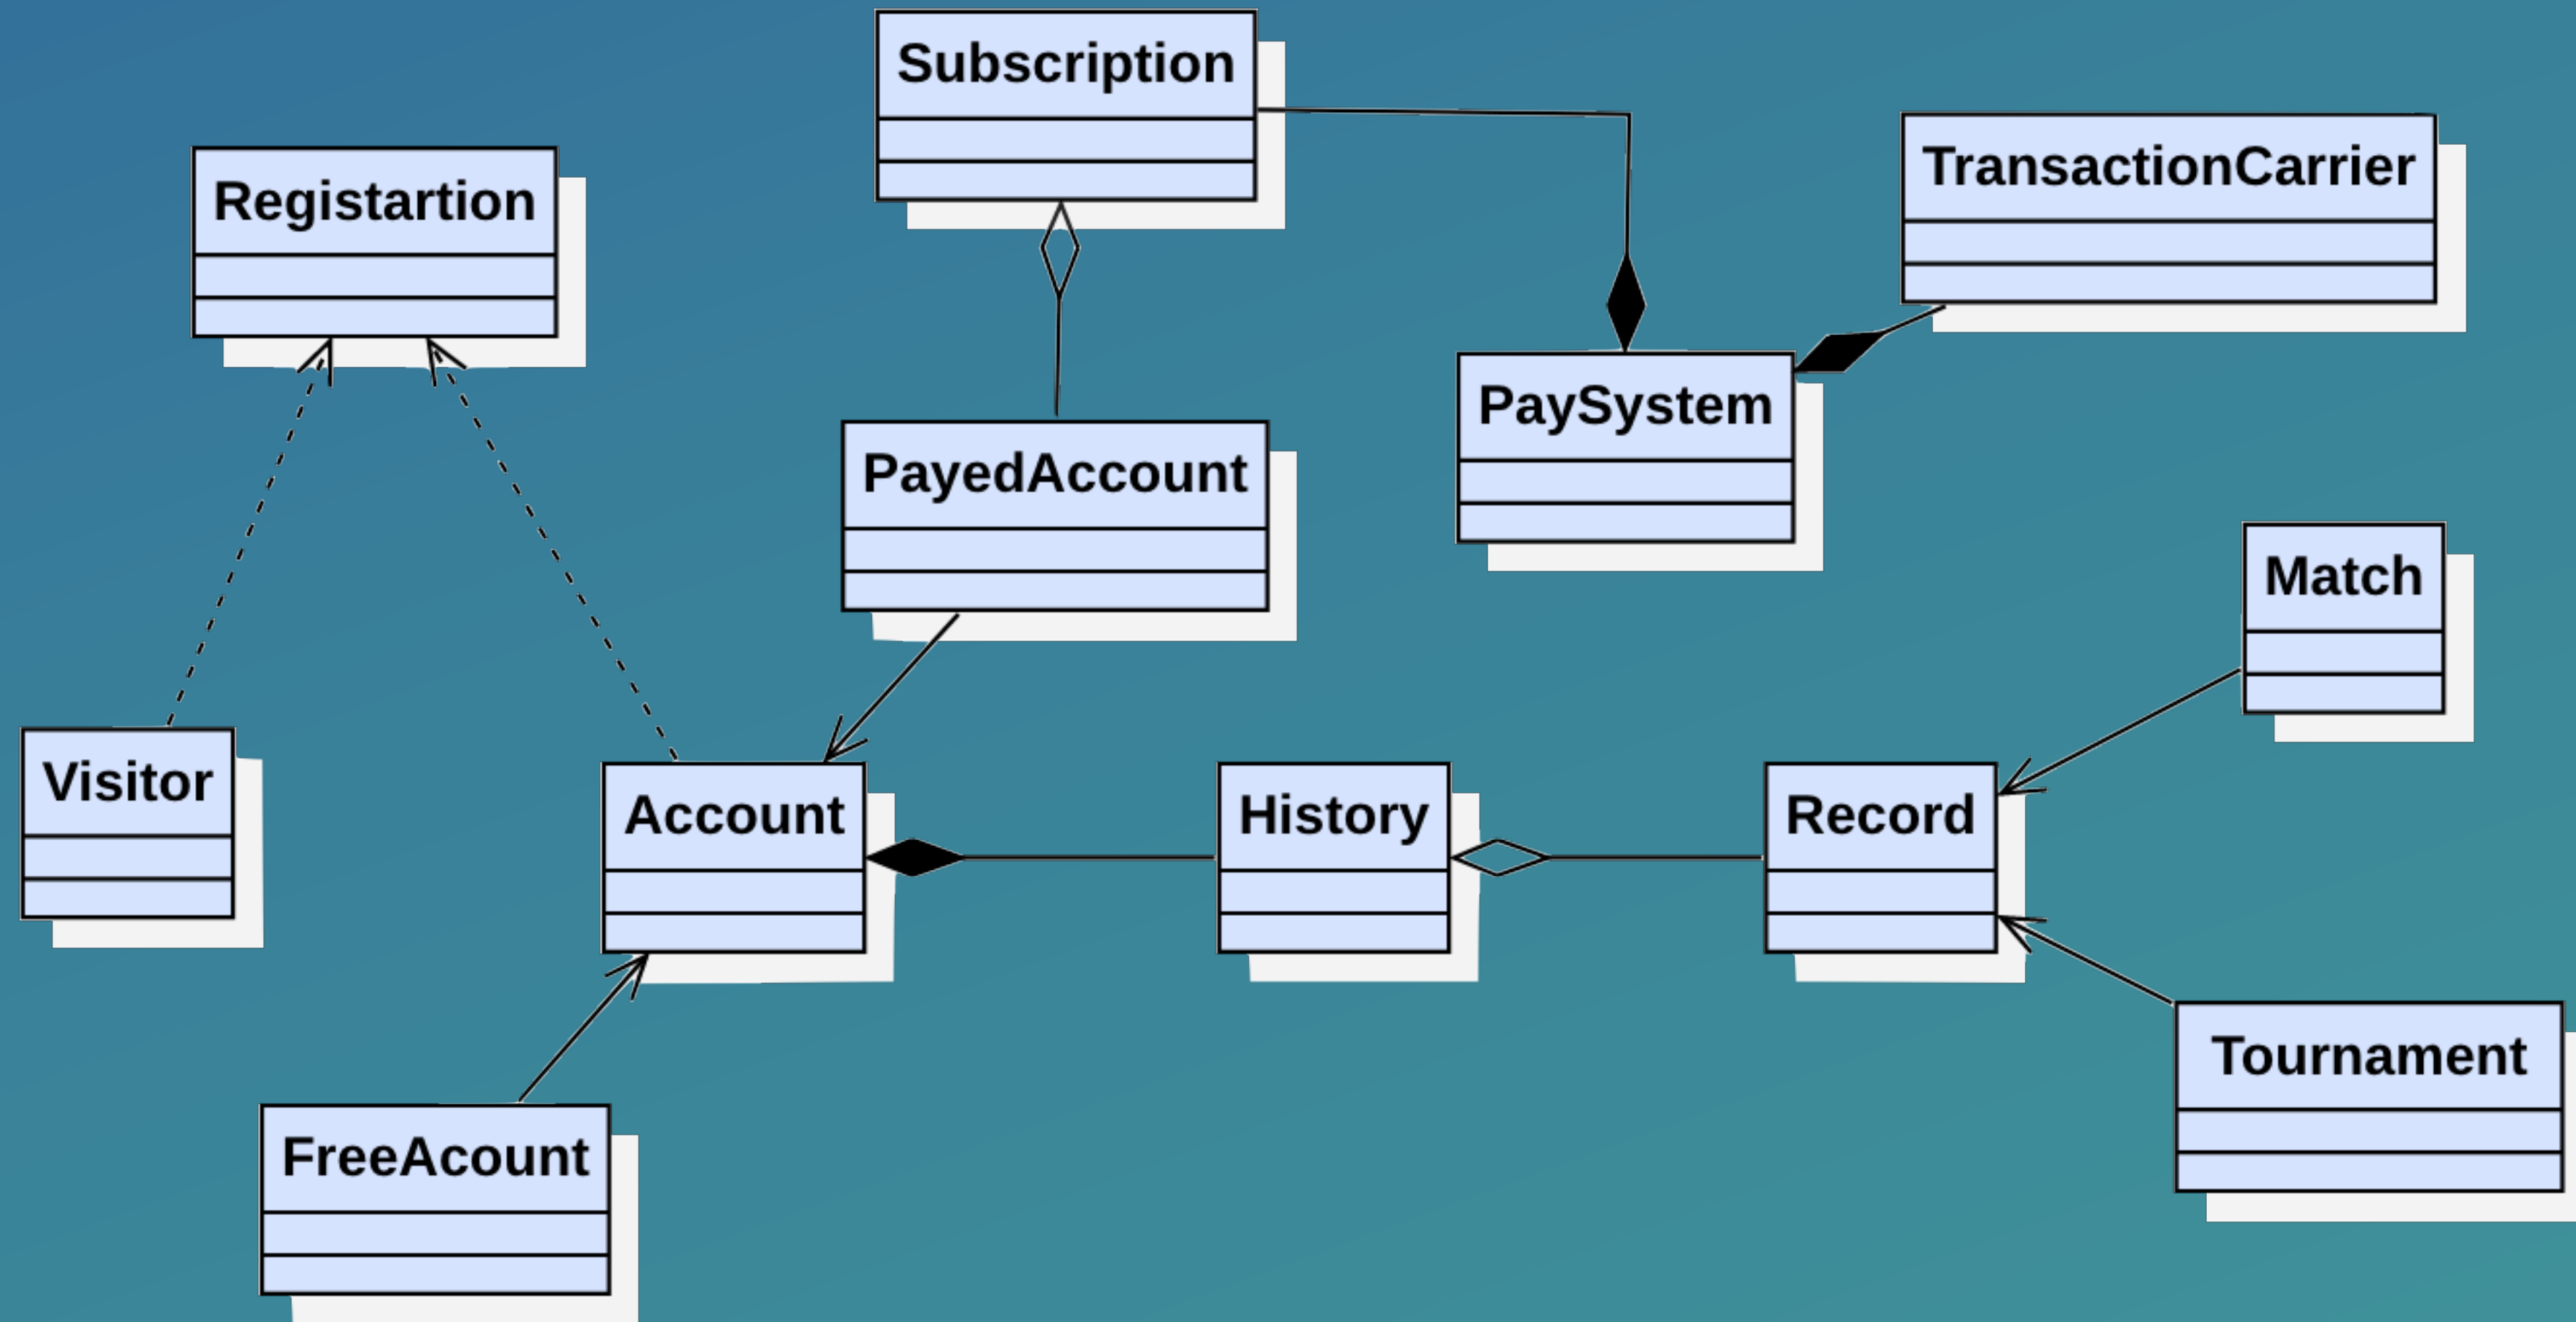 Subscription
Registartion
TransactionCarrier
PaySystem
PayedAccount
Match
Visitor
Account
History
Record
Tournament
FreeAcount